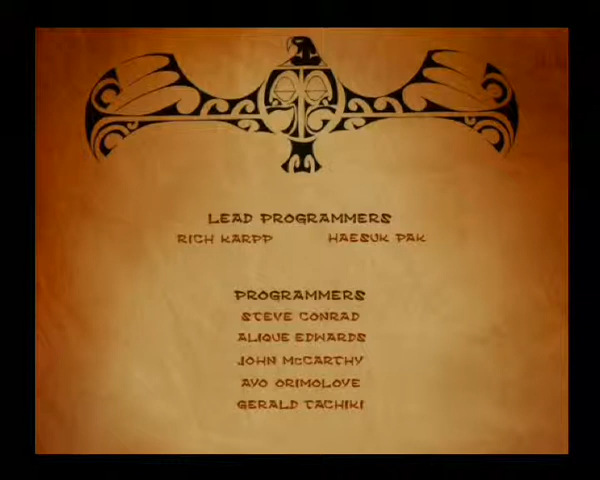 LEAD PROGRAMMERS
RICH KARPP HAESUK PAK
PROGRAMMERS
STEVE CONRAD
ALIQUE EDWARDS
JOHN McCARTHY
AYO ORIMOLOYE
GERALD TACHIKI